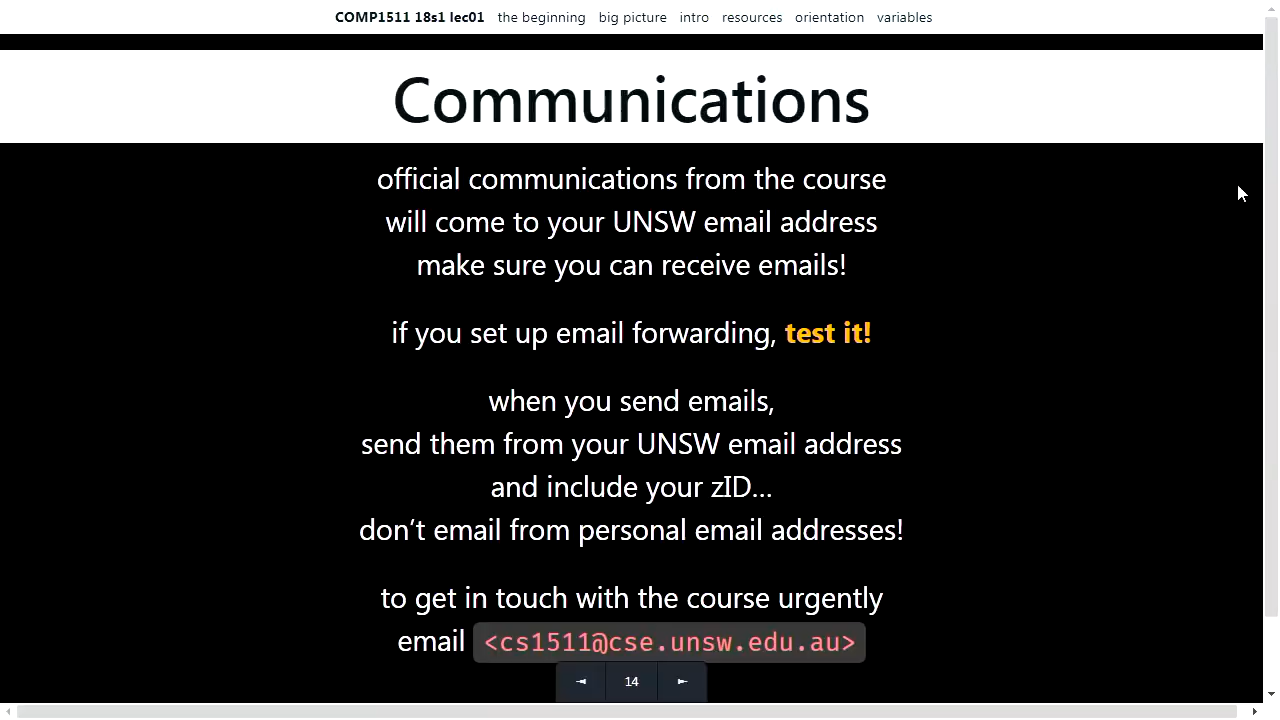 COMP1511 18s1 lec01 the beginning big picture intro resources orientation variables
Communications
official communications from the course
will come to your UNSW email address
make sure you can receive emails!
if you set up email forwarding, test it!
when you send emails,
send them from your UNSW email address
and include your zID…
don’t email from personal email addresses!
to get in touch with the course urgently
email <cs1511@cse.unsw.edu.au>
14